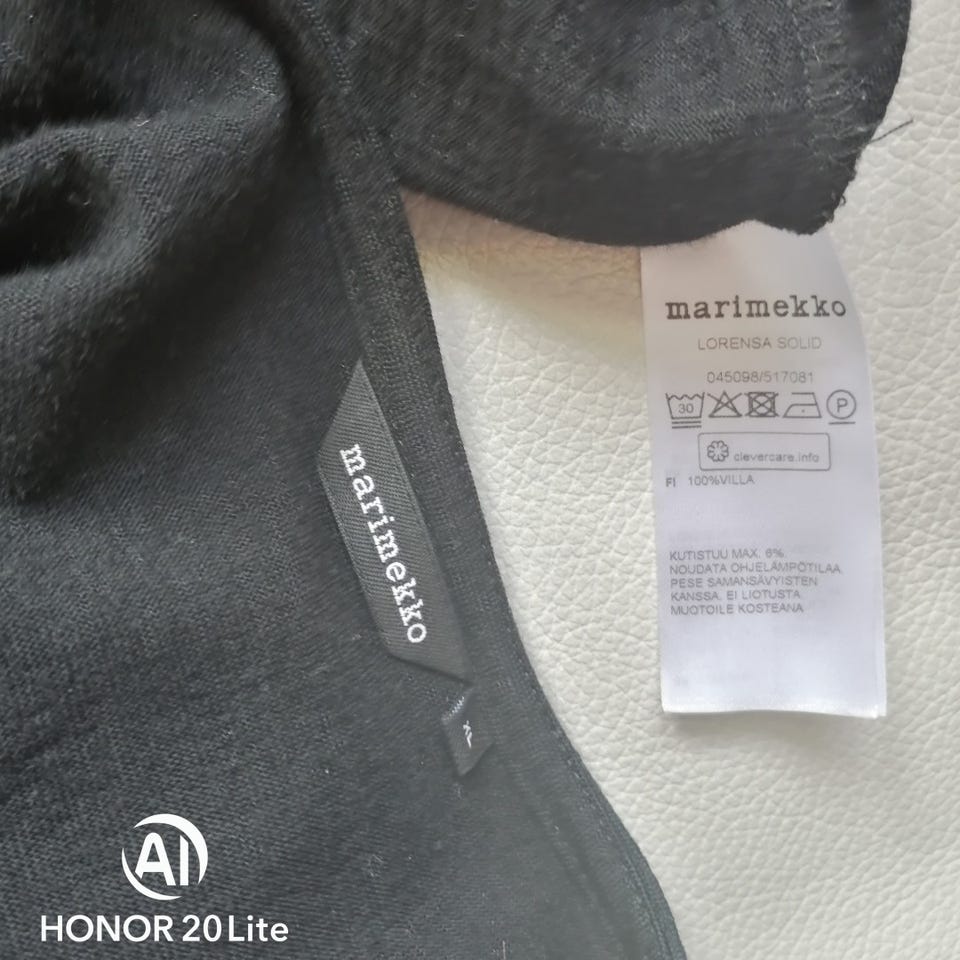 marimekko
LORENSA SOLID
045098/517081
30
P
clevercare.info
FI 100%VILLA
KUTISTUU MAX. 6%.
NOUDATA OHJELÄMPÖTILAA.
PESE SAMANSÄVYISTEN
KANSSA. EI LIOTUSTA
MUOTOILE KOSTEANA
marimekko
XL
AI
HONOR 20 Lite